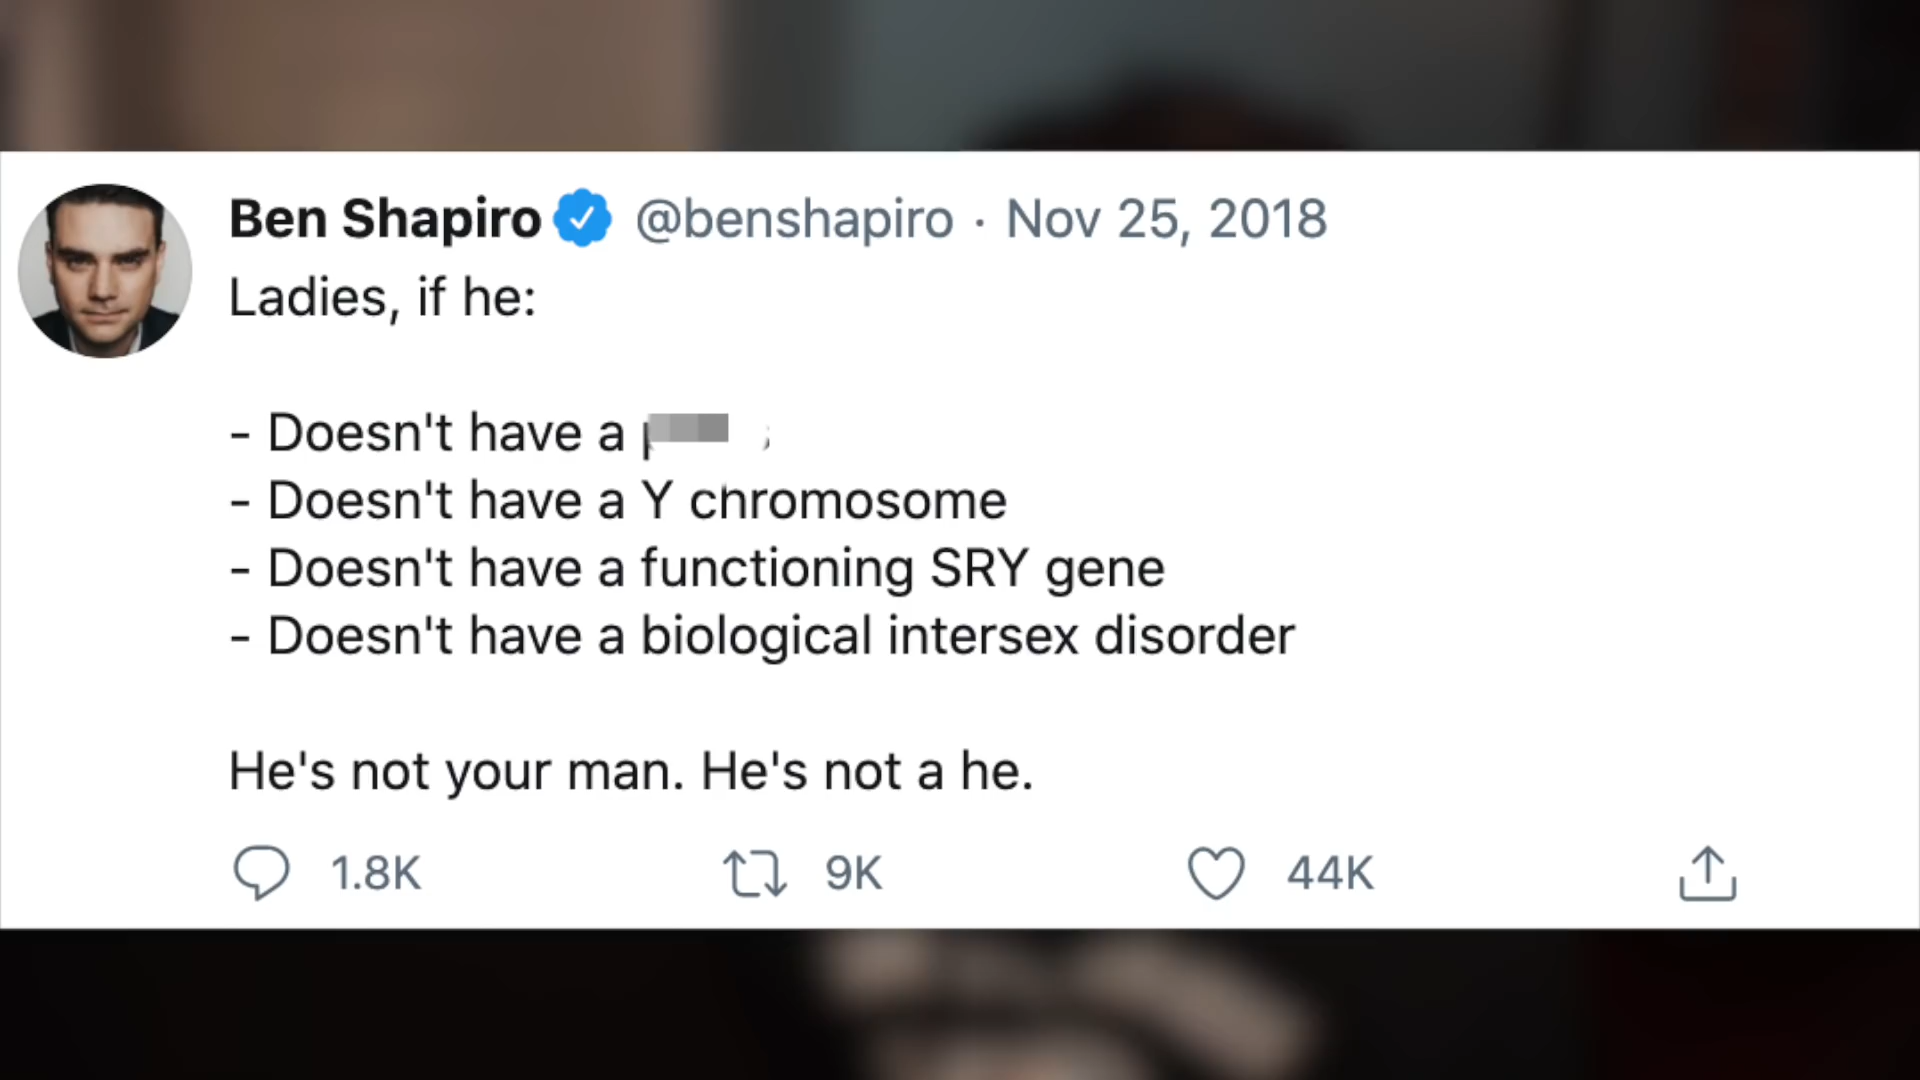 Ben Shapiro @benshapiro · Nov 25, 2018
Ladies, if he:
- Doesn't have a
- Doesn't have a Y chromosome
- Doesn't have a functioning SRY gene
- Doesn't have a biological intersex disorder
He's not your man. He's not a he.
1.8K 9K 44K